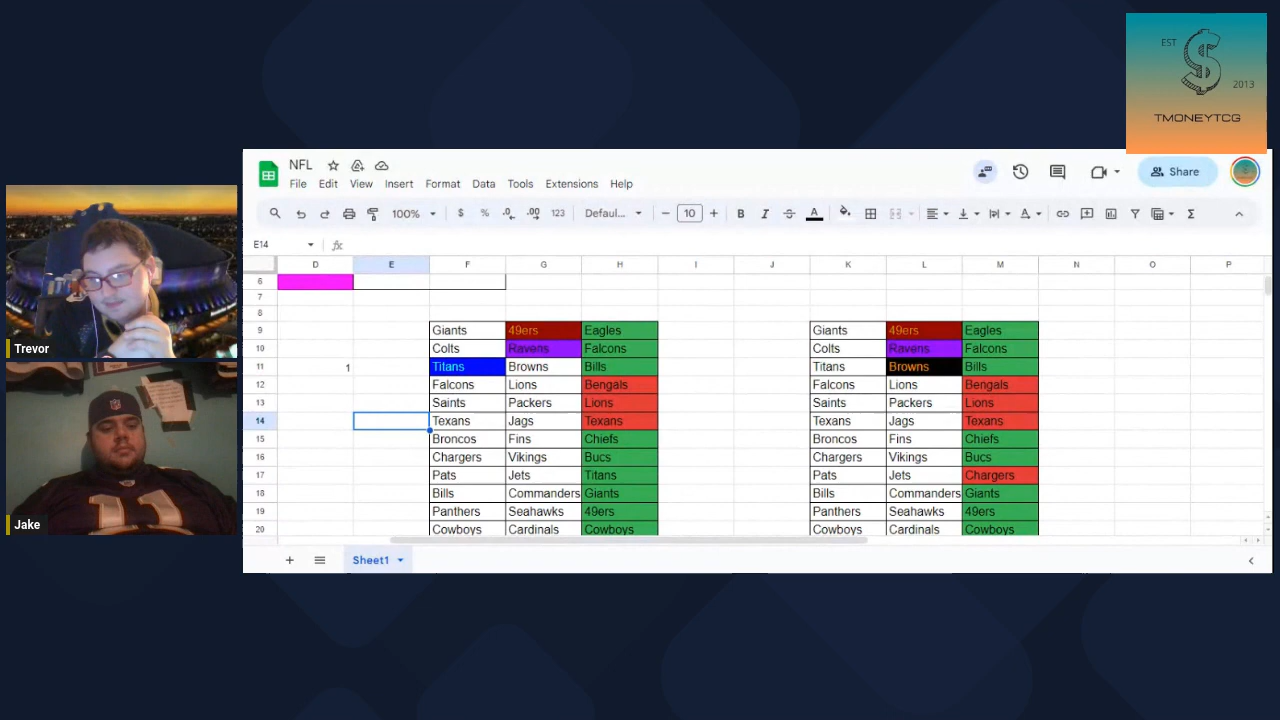 EST
2013
TMONEYTCG
NFL
File Edit View Insert Format Data Tools Extensions Help
Share
100% $ % .0 .00 123 Defaul... 10 B I A
E14 fx
D E F G H I J K L M N O P
6
7
8
9 Giants 49ers Eagles Giants 49ers Eagles
10 Colts Ravens Falcons Colts Ravens Falcons
11 1 Titans Browns Bills Titans Browns Bills
12 Falcons Lions Bengals Falcons Lions Bengals
13 Saints Packers Lions Saints Packers Lions
14 Texans Jags Texans Texans Jags Texans
15 Broncos Fins Chiefs Broncos Fins Chiefs
16 Chargers Vikings Bucs Chargers Vikings Bucs
17 Pats Jets Titans Pats Jets Chargers
18 Bills Commanders Giants Bills Commanders Giants
19 Panthers Seahawks 49ers Panthers Seahawks 49ers
20 Cowboys Cardinals Cowboys Cowboys Cardinals Cowboys
Sheet1
Trevor
11
Jake